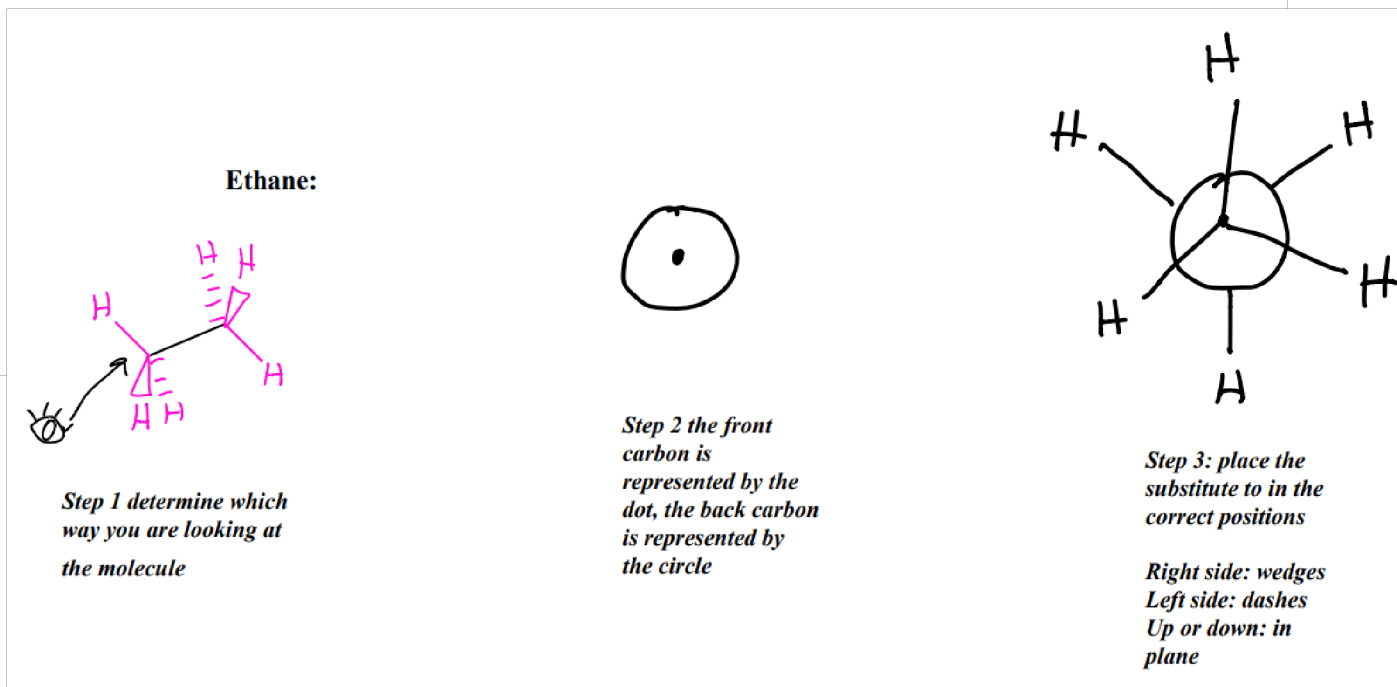 Ethane:
H H
H
H
H H
Step 1 determine which
way you are looking at
the molecule
Step 2 the front
carbon is
represented by the
dot, the back carbon
is represented by
the circle
H
H
H
H
H
H
Step 3: place the
substitute to in the
correct positions
Right side: wedges
Left side: dashes
Up or down: in
plane